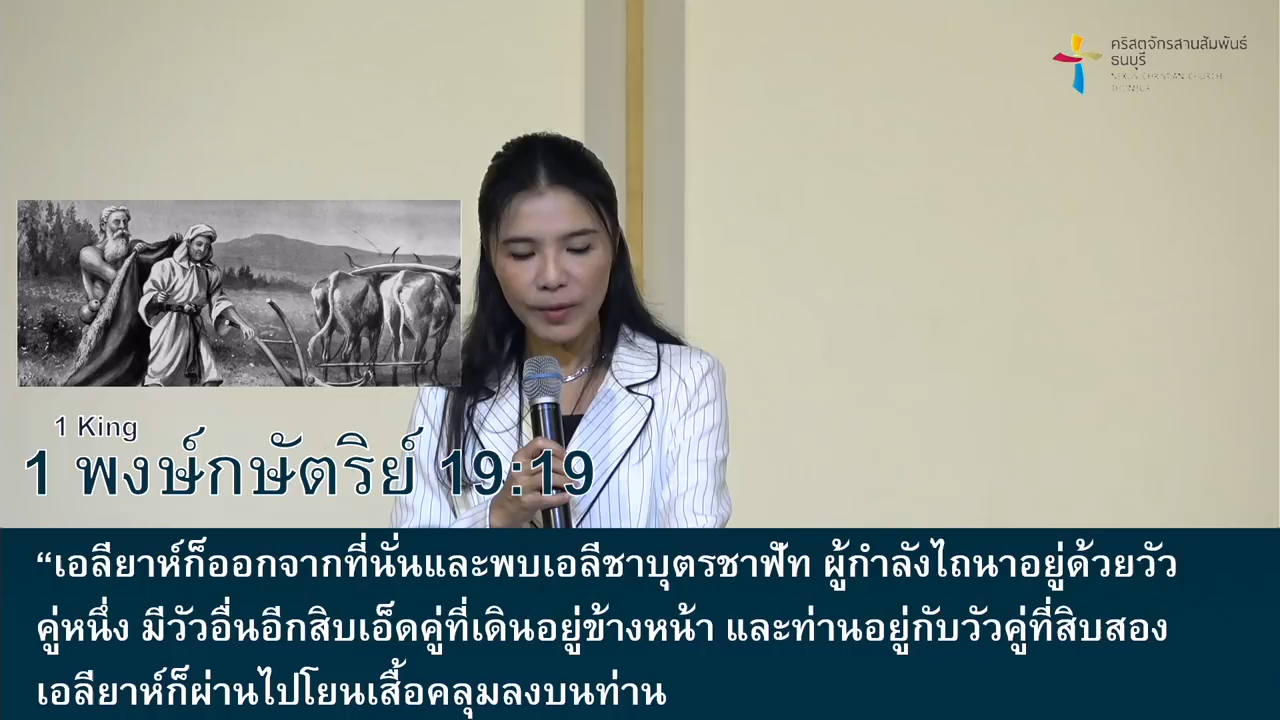 คริสตจักรสานสัมพันธ์
ธนบุรี
NEXUS CHRISTIAN CHURCH
THONBURI
1 King
1 พงษ์กษัตริย์ 19:19
“เอลียาห์ก็ออกจากที่นั่นและพบเอลีชาบุตรชาฟัท ผู้กำลังไถนาอยู่ด้วยวัว
คู่หนึ่ง มีวัวอื่นอีกสิบเอ็ดคู่ที่เดินอยู่ข้างหน้า และท่านอยู่กับวัวคู่ที่สิบสอง
เอลียาห์ก็ผ่านไปโยนเสื้อคลุมลงบนท่าน